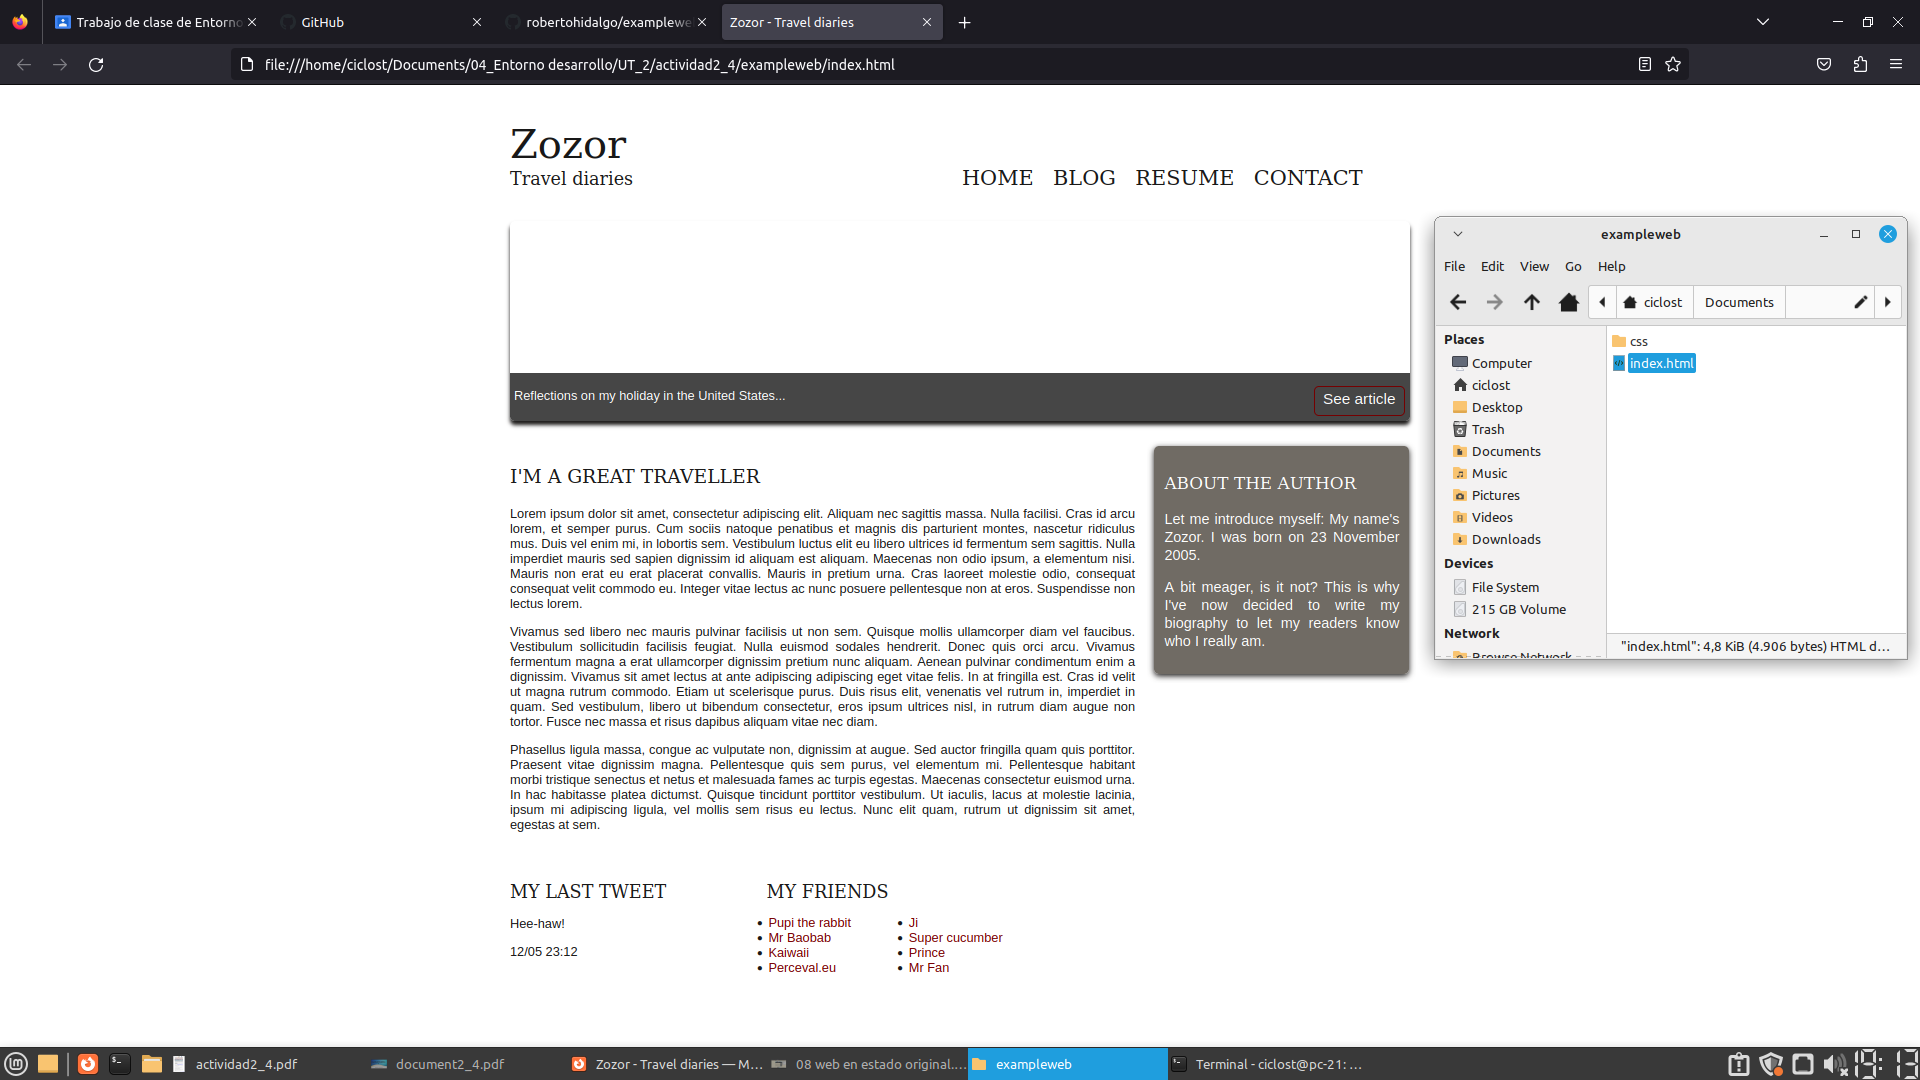 Trabajo de clase de Entorno
GitHub
robertohidalgo/examplewe
Zozor - Travel diaries
file:///home/ciclost/Documents/04_Entorno desarrollo/UT_2/actividad2_4/exampleweb/index.html
Zozor
Travel diaries
HOME BLOG RESUME CONTACT
Reflections on my holiday in the United States...
See article
I'M A GREAT TRAVELLER
Lorem ipsum dolor sit amet, consectetur adipiscing elit. Aliquam nec sagittis massa. Nulla facilisi. Cras id arcu
lorem, et semper purus. Cum sociis natoque penatibus et magnis dis parturient montes, nascetur ridiculus
mus. Duis vel enim mi, in lobortis sem. Vestibulum luctus elit eu libero ultrices id fermentum sem sagittis. Nulla
imperdiet mauris sed sapien dignissim id aliquam est aliquam. Maecenas non odio ipsum, a elementum nisi.
Mauris non erat eu erat placerat convallis. Mauris in pretium urna. Cras laoreet molestie odio, consequat
consequat velit commodo eu. Integer vitae lectus ac nunc posuere pellentesque non at eros. Suspendisse non
lectus lorem.
Vivamus sed libero nec mauris pulvinar facilisis ut non sem. Quisque mollis ullamcorper diam vel faucibus.
Vestibulum sollicitudin facilisis feugiat. Nulla euismod sodales hendrerit. Donec quis orci arcu. Vivamus
fermentum magna a erat ullamcorper dignissim pretium nunc aliquam. Aenean pulvinar condimentum enim a
dignissim. Vivamus sit amet lectus at ante adipiscing adipiscing eget vitae felis. In at fringilla est. Cras id velit
ut magna rutrum commodo. Etiam ut scelerisque purus. Duis risus elit, venenatis vel rutrum in, imperdiet in
quam. Sed vestibulum, libero ut bibendum consectetur, eros ipsum ultrices nisl, in rutrum diam augue non
tortor. Fusce nec massa et risus dapibus aliquam vitae nec diam.
Phasellus ligula massa, congue ac vulputate non, dignissim at augue. Sed auctor fringilla quam quis porttitor.
Praesent vitae dignissim magna. Pellentesque quis sem purus, vel elementum mi. Pellentesque habitant
morbi tristique senectus et netus et malesuada fames ac turpis egestas. Maecenas consectetur euismod urna.
In hac habitasse platea dictumst. Quisque tincidunt porttitor vestibulum. Ut iaculis, lacus at molestie lacinia,
ipsum mi adipiscing ligula, vel mollis sem risus eu lectus. Nunc elit quam, rutrum ut dignissim sit amet,
egestas at sem.
ABOUT THE AUTHOR
Let me introduce myself: My name's
Zozor. I was born on 23 November
2005.
A bit meager, is it not? This is why
I've now decided to write my
biography to let my readers know
who I really am.
MY LAST TWEET
Hee-haw!
12/05 23:12
MY FRIENDS
Pupi the rabbit
Mr Baobab
Kaiwaii
Perceval.eu
Ji
Super cucumber
Prince
Mr Fan
exampleweb
File Edit View Go Help
ciclost
Documents
Places
Computer
ciclost
Desktop
Trash
Documents
Music
Pictures
Videos
Downloads
Devices
File System
215 GB Volume
Network
Browse Network
css
index.html
"index.html": 4,8 KiB (4.906 bytes) HTML d...
actividad2_4.pdf
document2_4.pdf
Zozor - Travel diaries — M...
08 web en estado original....
exampleweb
Terminal - ciclost@pc-21: ...
19:13